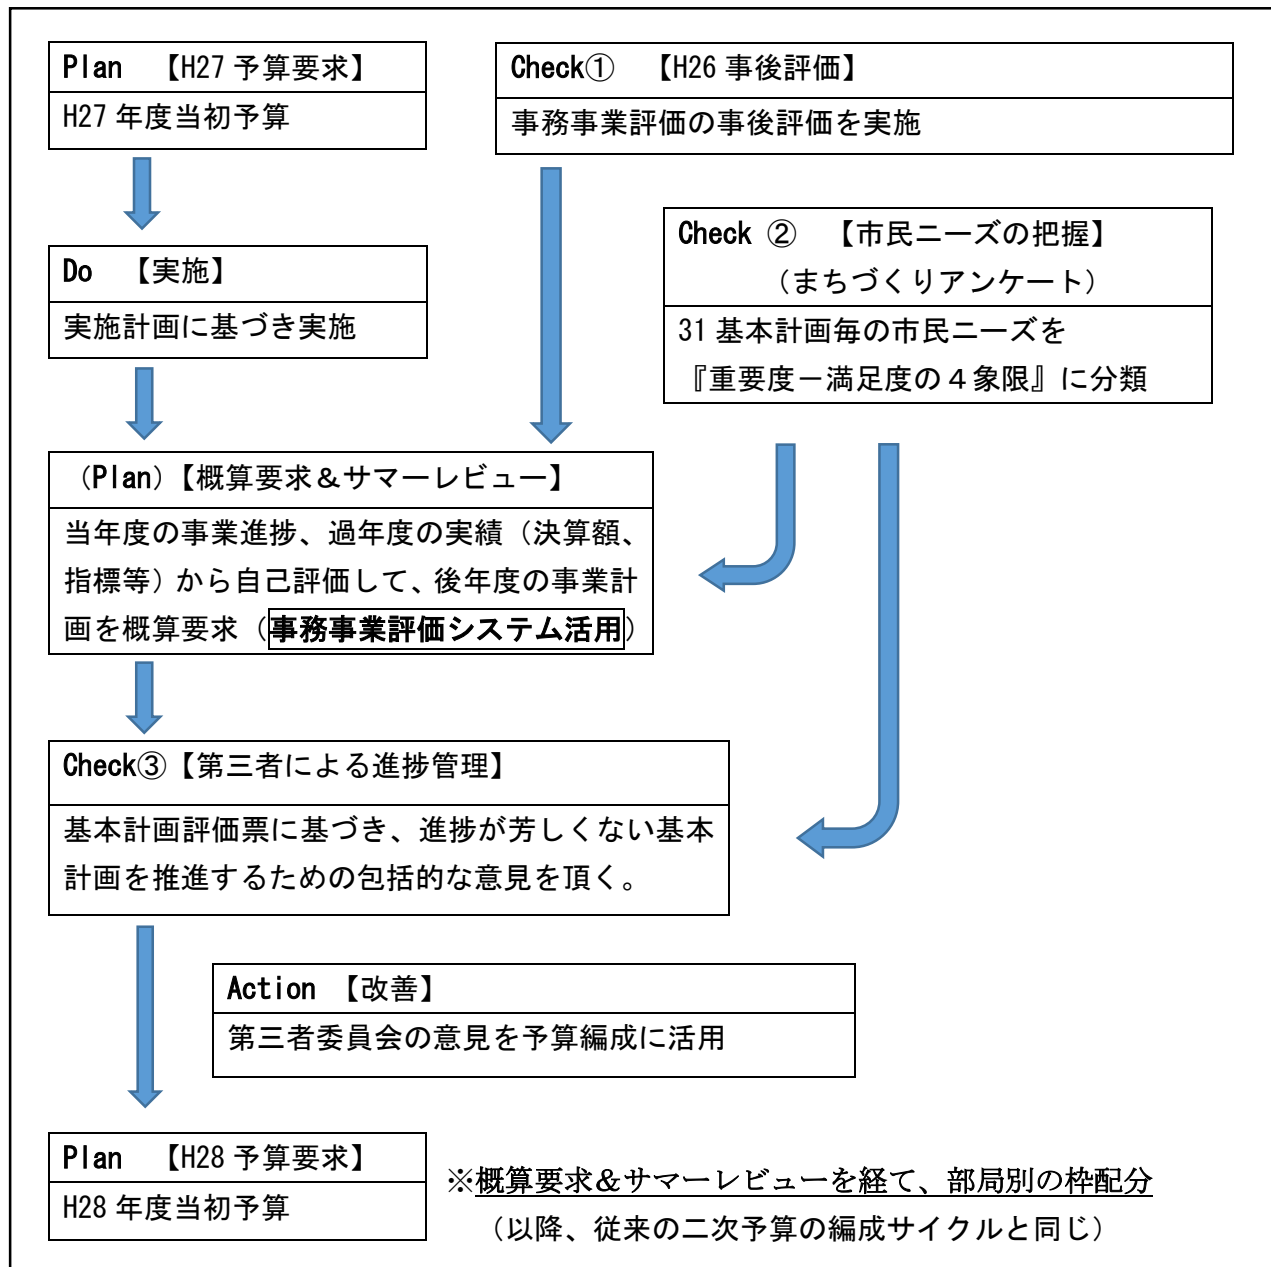 Plan 【H27 予算要求】
H27 年度当初予算
Check① 【H26 事後評価】
事務事業評価の事後評価を実施
Do 【実施】
実施計画に基づき実施
Check ② 【市民ニーズの把握】
（まちづくりアンケート）
31 基本計画毎の市民ニーズを
『重要度－満足度の４象限』に分類
（Plan）【概算要求＆サマーレビュー】
当年度の事業進捗、過年度の実績（決算額、
指標等）から自己評価して、後年度の事業計
画を概算要求（事務事業評価システム活用）
Check③【第三者による進捗管理】
基本計画評価票に基づき、進捗が芳しくない基本
計画を推進するための包括的な意見を頂く。
Action 【改善】
第三者委員会の意見を予算編成に活用
Plan 【H28 予算要求】
H28 年度当初予算
※概算要求＆サマーレビューを経て、部局別の枠配分
（以降、従来の二次予算の編成サイクルと同じ）